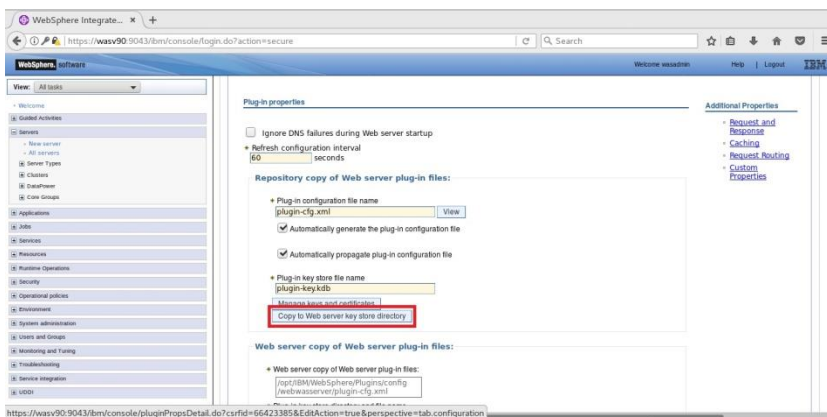 WebSphere Integrate... × +
https://wasv90:9043/ibm/console/login.do?action=secure
Search
WebSphere. software
Welcome wasadmin
Help | Logout
IBM
View: All tasks
Welcome
Guided Activities
Servers
New server
All servers
Server Types
Clusters
DataPower
Core Groups
Applications
Jobs
Services
Resources
Runtime Operations
Security
Operational policies
Environment
System administration
Users and Groups
Monitoring and Tuning
Troubleshooting
Service integration
UDDI
Plug-in properties
Ignore DNS failures during Web server startup
Refresh configuration interval
60 seconds
Repository copy of Web server plug-in files:
Plug-in configuration file name
plugin-cfg.xml View
Automatically generate the plug-in configuration file
Automatically propagate plug-in configuration file
Plug-in key store file name
plugin-key.kdb
Manage keys and certificates
Copy to Web server key store directory
Web server copy of Web server plug-in files:
Web server copy of Web server plug-in files:
/opt/IBM/WebSphere/Plugins/config
/webwasserver/plugin-cfg.xml
Plug-in key store directory and file name
Additional Properties
Request and
Response
Caching
Request Routing
Custom
Properties
https://wasv90:9043/ibm/console/pluginPropsDetail.do?csrfid=66423385&EditAction=true&perspective=tab.configuration